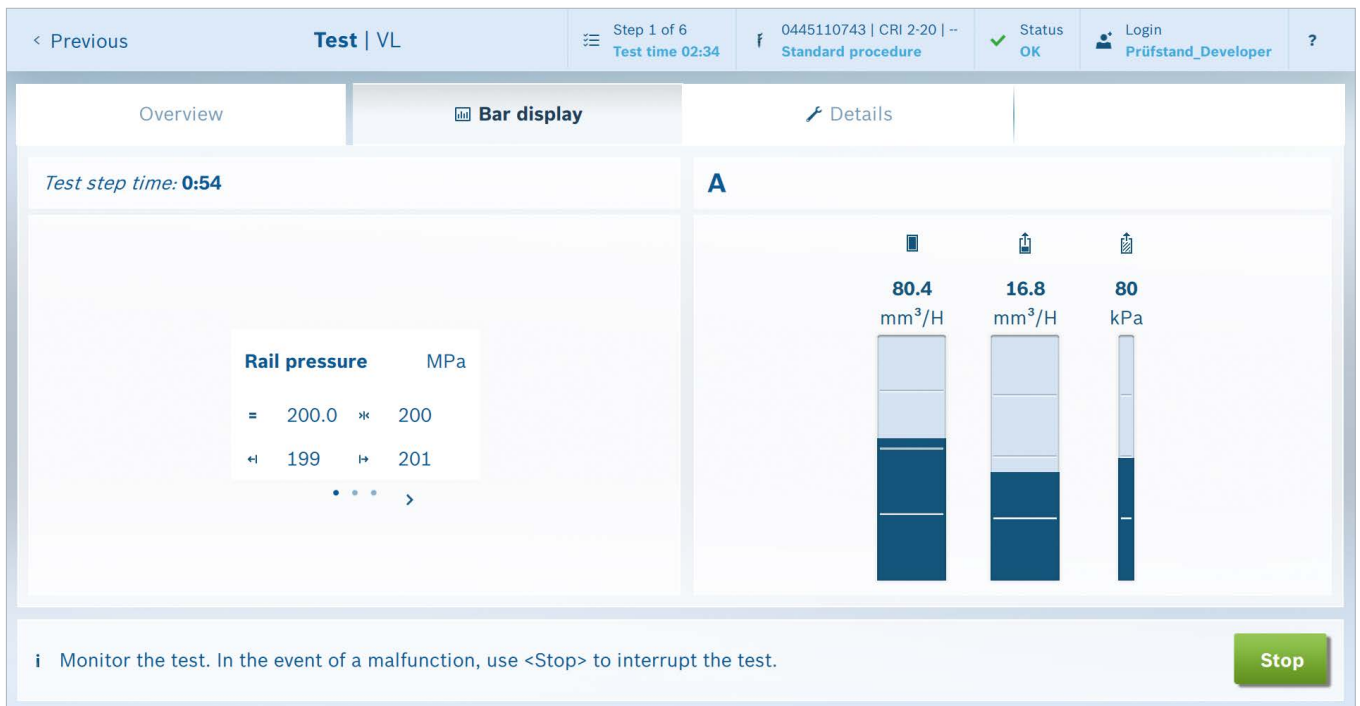 < Previous
Test | VL
Step 1 of 6
Test time 02:34
0445110743 | CRI 2-20 | --
Standard procedure
Status
OK
Login
Prüfstand_Developer
?
Overview
Bar display
Details
Test step time: 0:54
A
80.4
mm³/H
16.8
mm³/H
80
kPa
Rail pressure MPa
= 200.0 200
199 201
>
i Monitor the test. In the event of a malfunction, use <Stop> to interrupt the test.
Stop